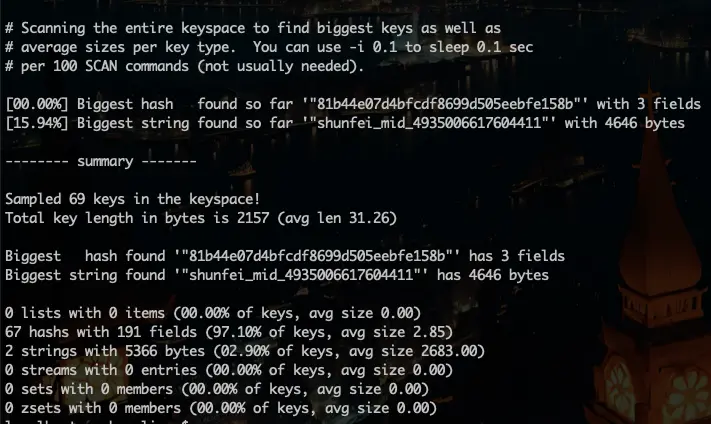 # Scanning the entire keyspace to find biggest keys as well as
# average sizes per key type.  You can use -i 0.1 to sleep 0.1 sec
# per 100 SCAN commands (not usually needed).
[00.00%] Biggest hash   found so far '"81b44e07d4bfcdf8699d505eebfe158b"' with 3 fields
[15.94%] Biggest string found so far '"shunfei_mid_4935006617604411"' with 4646 bytes
-------- summary -------
Sampled 69 keys in the keyspace!
Total key length in bytes is 2157 (avg len 31.26)
Biggest   hash found '"81b44e07d4bfcdf8699d505eebfe158b"' has 3 fields
Biggest string found '"shunfei_mid_4935006617604411"' has 4646 bytes
0 lists with 0 items (00.00% of keys, avg size 0.00)
67 hashs with 191 fields (97.10% of keys, avg size 2.85)
2 strings with 5366 bytes (02.90% of keys, avg size 2683.00)
0 streams with 0 entries (00.00% of keys, avg size 0.00)
0 sets with 0 members (00.00% of keys, avg size 0.00)
0 zsets with 0 members (00.00% of keys, avg size 0.00)